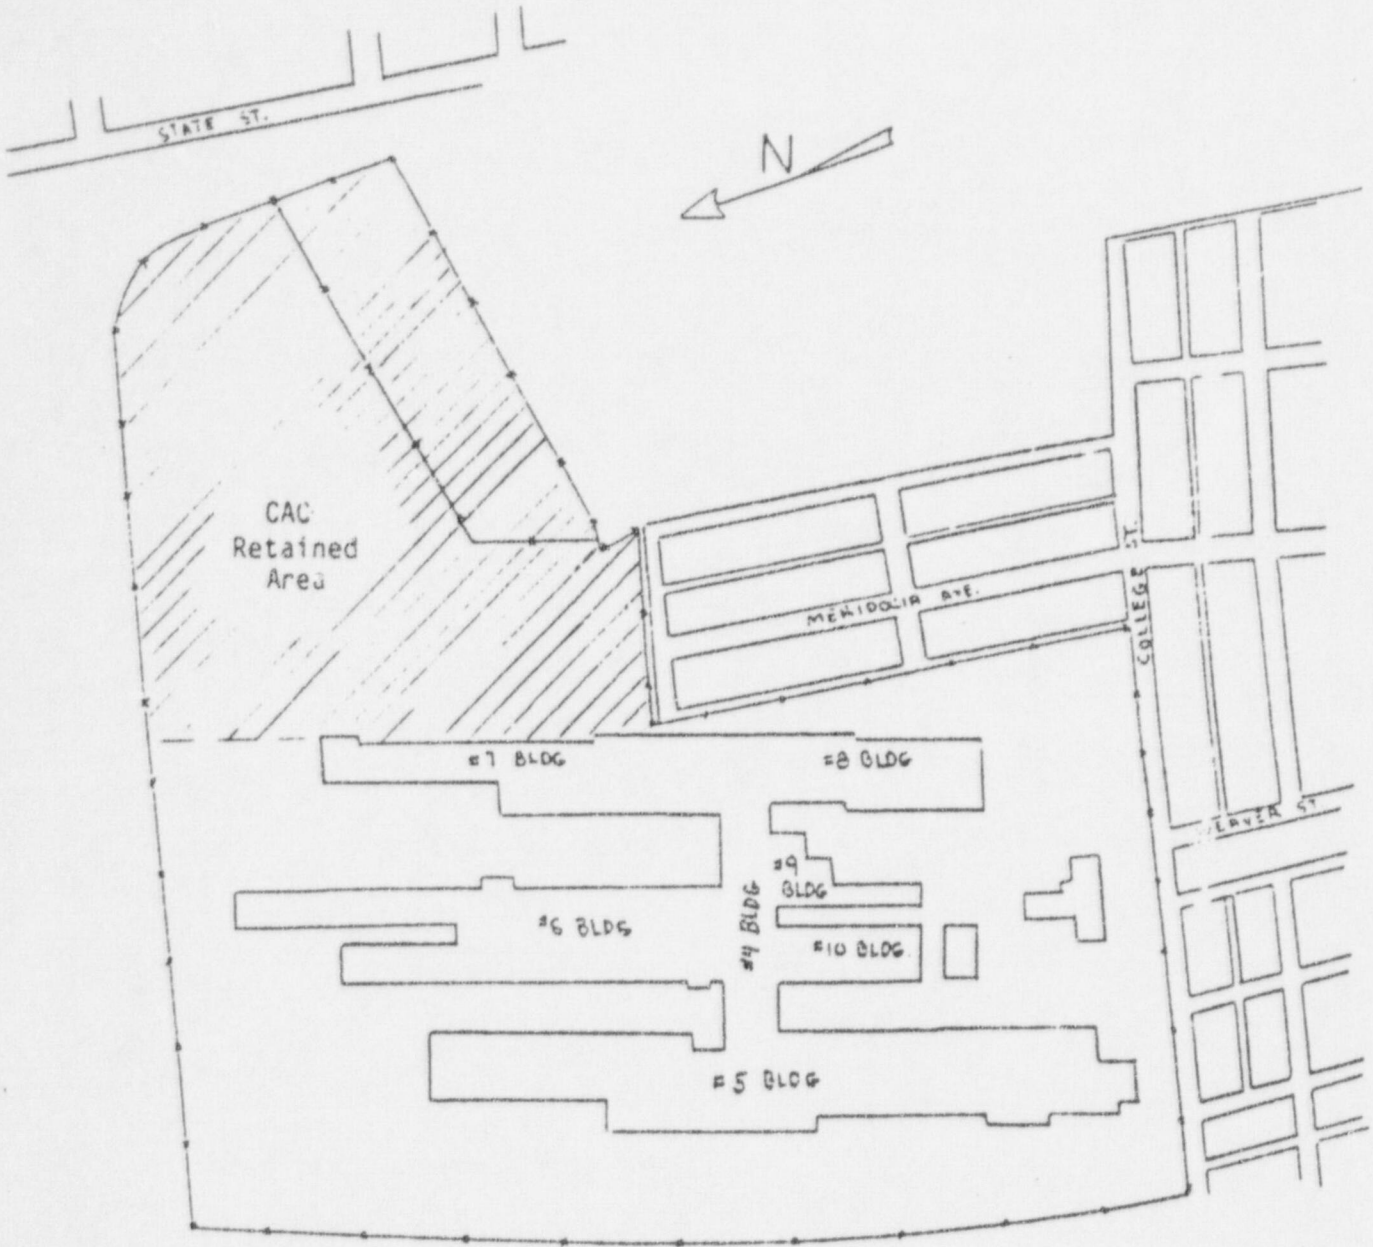 STATE ST.
N
CAC
Retained
Area
COLLEGE ST.
#7 BLDG
#8 BLDG
#9
BLDG
#4 BLDG
#6 BLDG
#10 BLDG
#5 BLDG
AVE.
ST